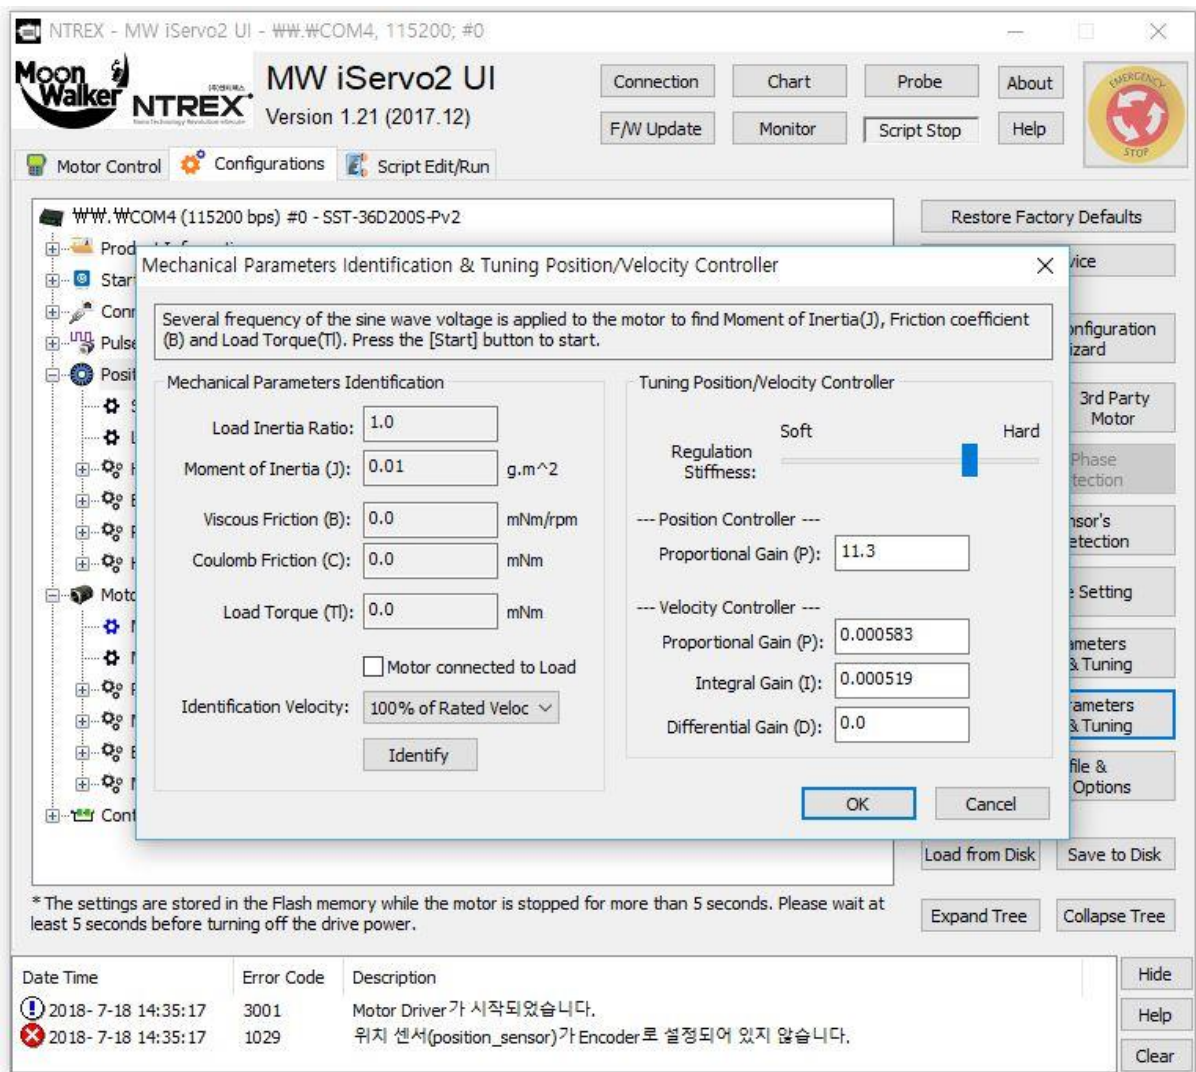 NTREX - MW iServo2 UI - ₩₩.₩COM4, 115200; #0
Moon Walker
NTREX
MW iServo2 UI
Version 1.21 (2017.12)
Connection
Chart
Probe
About
F/W Update
Monitor
Script Stop
Help
EMERGENCY
STOP
Motor Control
Configurations
Script Edit/Run
₩₩.₩COM4 (115200 bps) #0 - SST-36D200S-Pv2
Restore Factory Defaults
Mechanical Parameters Identification & Tuning Position/Velocity Controller
Several frequency of the sine wave voltage is applied to the motor to find Moment of Inertia(J), Friction coefficient
(B) and Load Torque(Tl). Press the [Start] button to start.
Mechanical Parameters Identification
Load Inertia Ratio: 1.0
Moment of Inertia (J): 0.01 g.m^2
Viscous Friction (B): 0.0 mNm/rpm
Coulomb Friction (C): 0.0 mNm
Load Torque (Tl): 0.0 mNm
Motor connected to Load
Identification Velocity: 100% of Rated Veloc
Identify
Tuning Position/Velocity Controller
Soft Hard
Regulation
Stiffness:
--- Position Controller ---
Proportional Gain (P): 11.3
--- Velocity Controller ---
Proportional Gain (P): 0.000583
Integral Gain (I): 0.000519
Differential Gain (D): 0.0
OK
Cancel
3rd Party
Motor
Phase
Setting
& Tuning
& Tuning
Options
Load from Disk
Save to Disk
* The settings are stored in the Flash memory while the motor is stopped for more than 5 seconds. Please wait at
least 5 seconds before turning off the drive power.
Expand Tree
Collapse Tree
Date Time Error Code Description
2018- 7-18 14:35:17 3001 Motor Driver가 시작되었습니다.
2018- 7-18 14:35:17 1029 위치 센서(position_sensor)가 Encoder로 설정되어 있지 않습니다.
Hide
Help
Clear